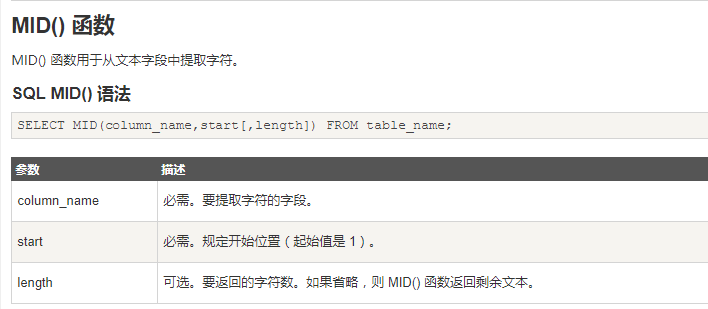 MID() 函数
MID() 函数用于从文本字段中提取字符。
SQL MID() 语法
SELECT MID(column_name,start[,length]) FROM table_name;
参数 描述
column_name 必需。要提取字符的字段。
start 必需。规定开始位置（起始值是 1）。
length 可选。要返回的字符数。如果省略，则 MID() 函数返回剩余文本。